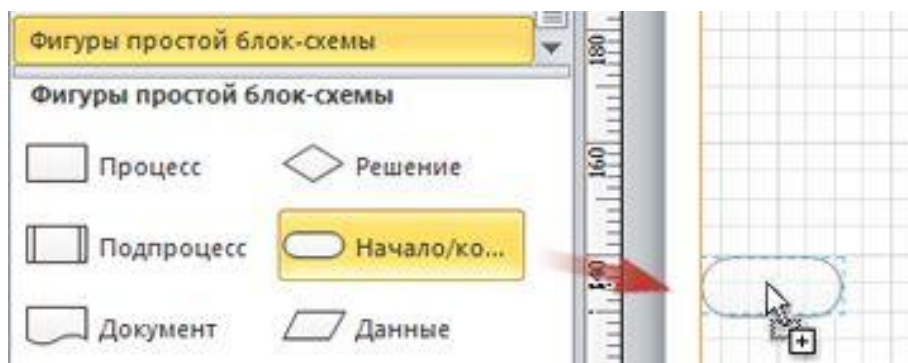 Фигуры простой блок-схемы
Фигуры простой блок-схемы
Процесс
Решение
Подпроцесс
Начало/ко...
Документ
Данные
180
160
140